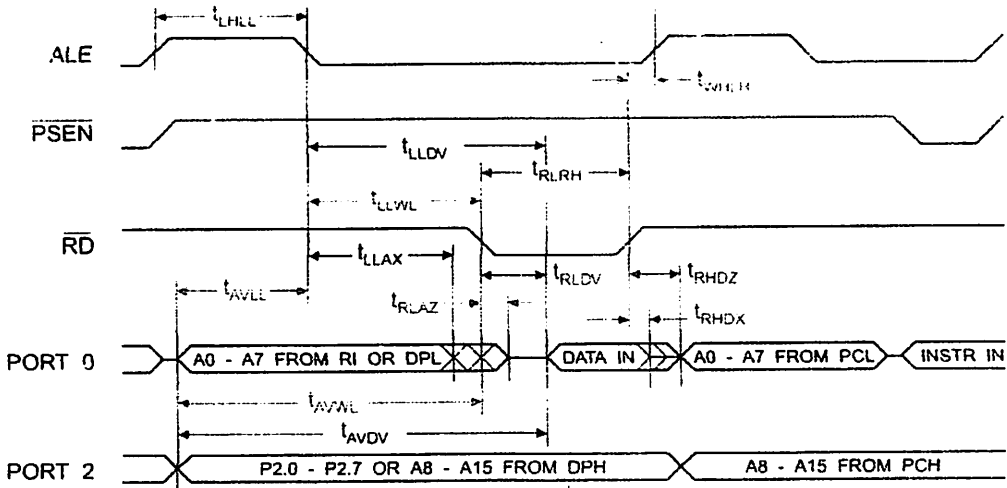 tLHLL
ALE
tWHLH
PSEN
tLLDV
tRLRH
tLLWL
RD
tLLAX
tRLDV
tRHDZ
tAVLL
tRLAZ
tRHDX
PORT 0
A0 - A7 FROM RI OR DPL
DATA IN
A0 - A7 FROM PCL
INSTR IN
tAVWL
tAVDV
PORT 2
P2.0 - P2.7 OR A8 - A15 FROM DPH
A8 - A15 FROM PCH